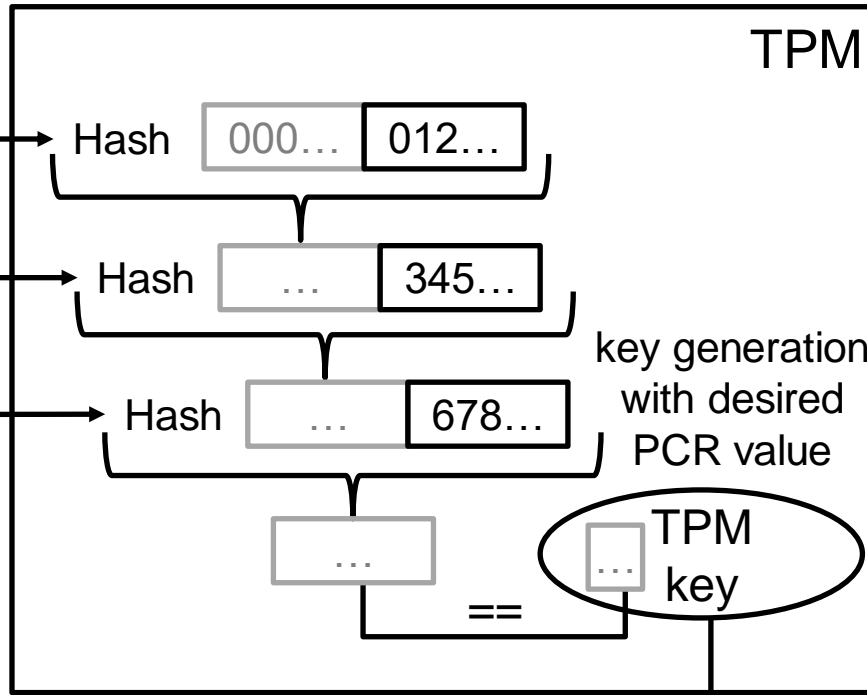 TPM
Hash 000… 012…
Hash … 345…
Hash … 678…
key generation
with desired
PCR value
… == … TPM
key